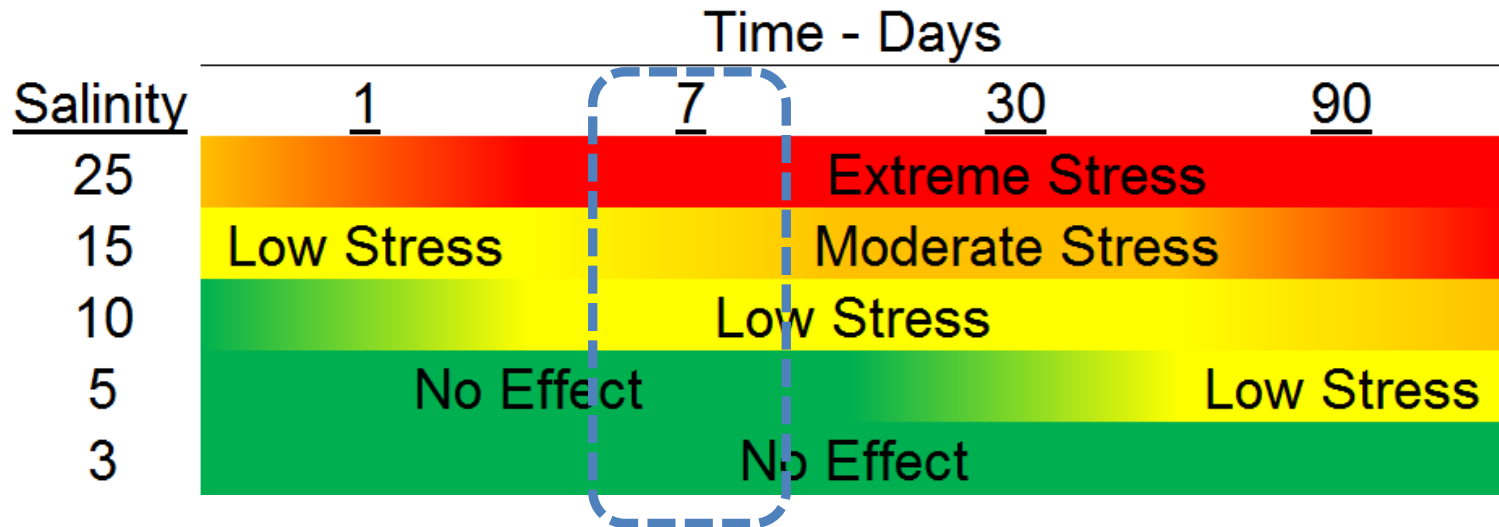 Time - Days
Salinity 1 7 30 90
25 Extreme Stress
15 Low Stress Moderate Stress
10 Low Stress
5 No Effect Low Stress
3 No Effect